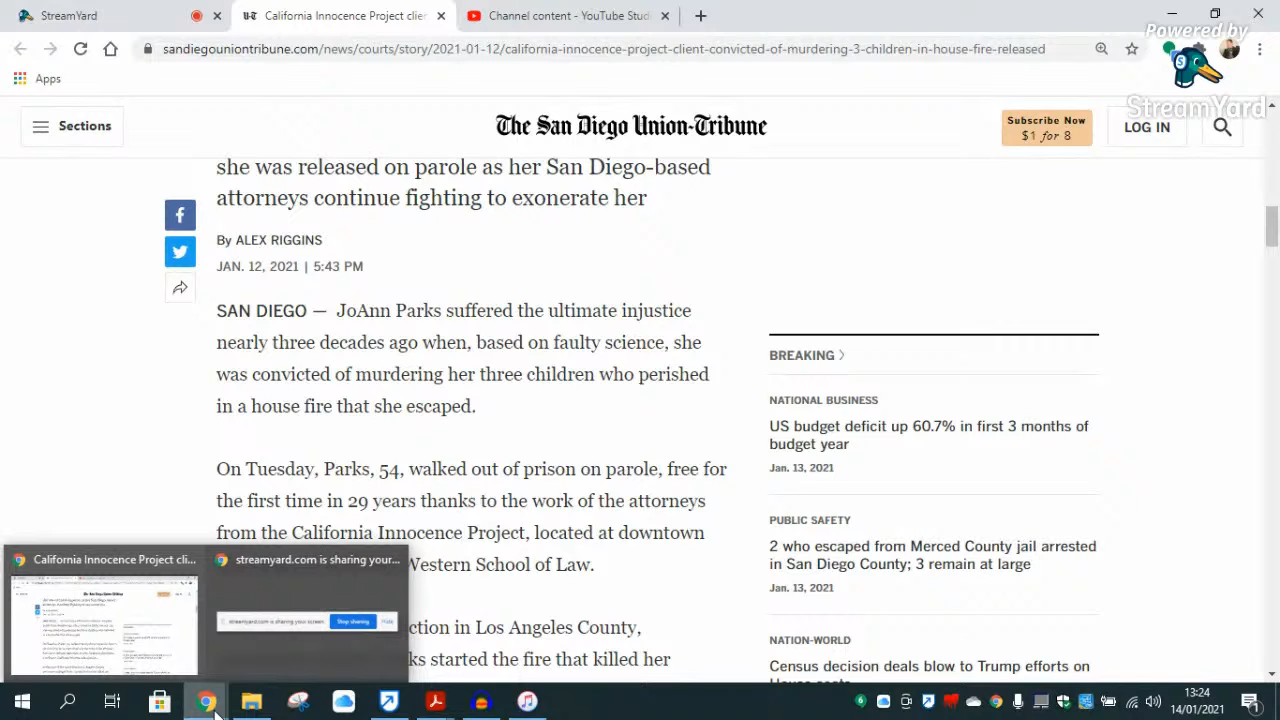 StreamYard
California Innocence Project clier
Channel content - YouTube Studi
sandiegouniontribune.com/news/courts/story/2021-01-12/california-innocence-project-client-convicted-of-murdering-3-children-in-house-fire-released
Powered by
StreamYard
Apps
Sections
The San Diego Union-Tribune
Subscribe Now
$1 for 8
LOG IN
she was released on parole as her San Diego-based
attorneys continue fighting to exonerate her
By ALEX RIGGINS
JAN. 12, 2021 | 5:43 PM
SAN DIEGO — JoAnn Parks suffered the ultimate injustice
nearly three decades ago when, based on faulty science, she
was convicted of murdering her three children who perished
in a house fire that she escaped.
On Tuesday, Parks, 54, walked out of prison on parole, free for
the first time in 29 years thanks to the work of the attorneys
from the California Innocence Project, located at downtown
Western School of Law.
ction in Los Angeles County,
ks started the fire that killed her
BREAKING
NATIONAL BUSINESS
US budget deficit up 60.7% in first 3 months of
budget year
Jan. 13, 2021
PUBLIC SAFETY
2 who escaped from Merced County jail arrested
in San Diego County; 3 remain at large
Jan. 13, 2021
NATION-WORLD
Census decision deals blow to Trump efforts on
House seats
California Innocence Project cli...
streamyard.com is sharing your...
streamyard.com is sharing your screen
Stop sharing
Hide
13:24
14/01/2021